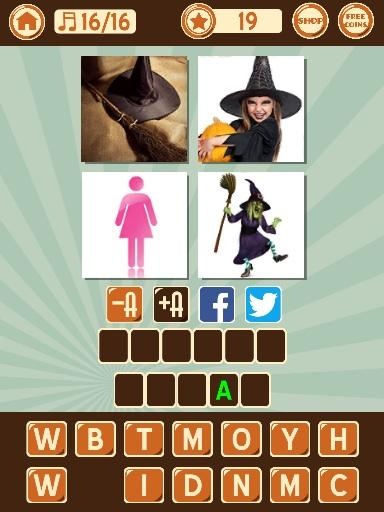 16/16
19
SHOP
FREE COINS
-A +A f
A
W B T M O Y H
W I D N M C